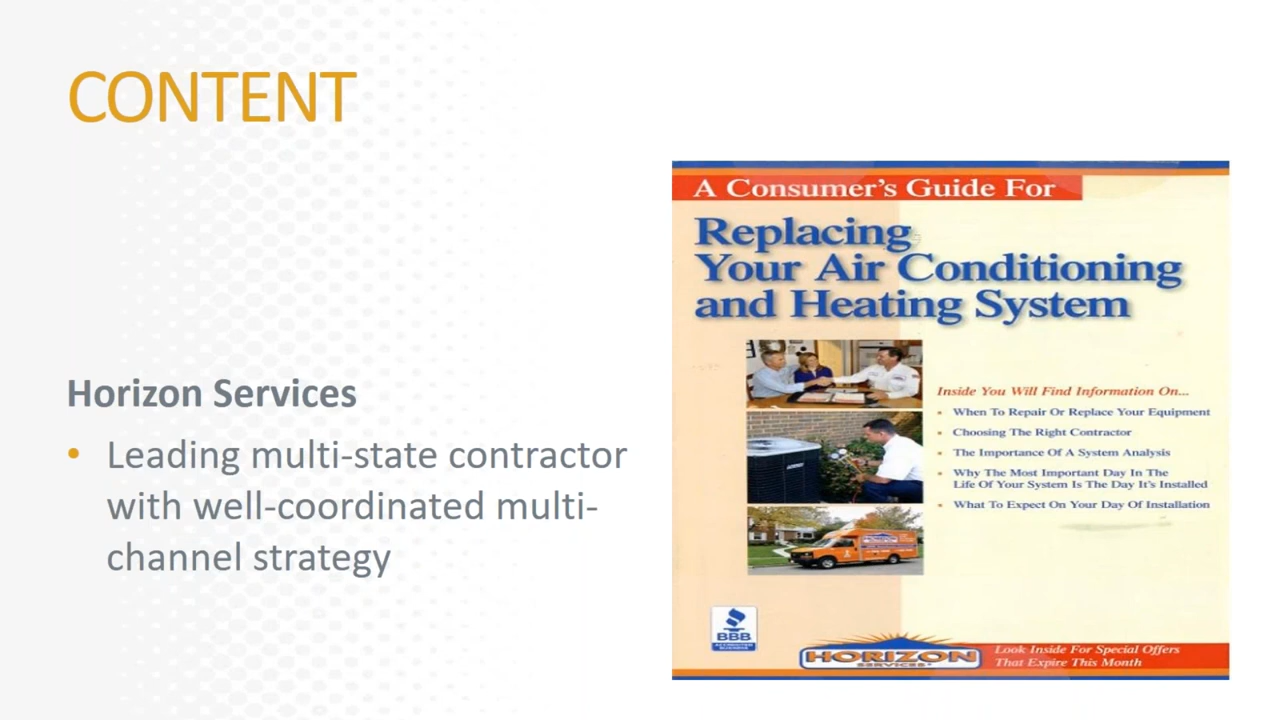 CONTENT
Horizon Services
• Leading multi-state contractor
with well-coordinated multi-
channel strategy
A Consumer's Guide For
Replacing
Your Air Conditioning
and Heating System
Inside You Will Find Information On...
• When To Repair Or Replace Your Equipment
• Choosing The Right Contractor
• The Importance Of A System Analysis
• Why The Most Important Day In The
Life Of Your System Is The Day It's Installed
• What To Expect On Your Day Of Installation
BBB
ACCREDITED
BUSINESS
HORIZON
SERVICES
Look Inside For Special Offers
That Expire This Month